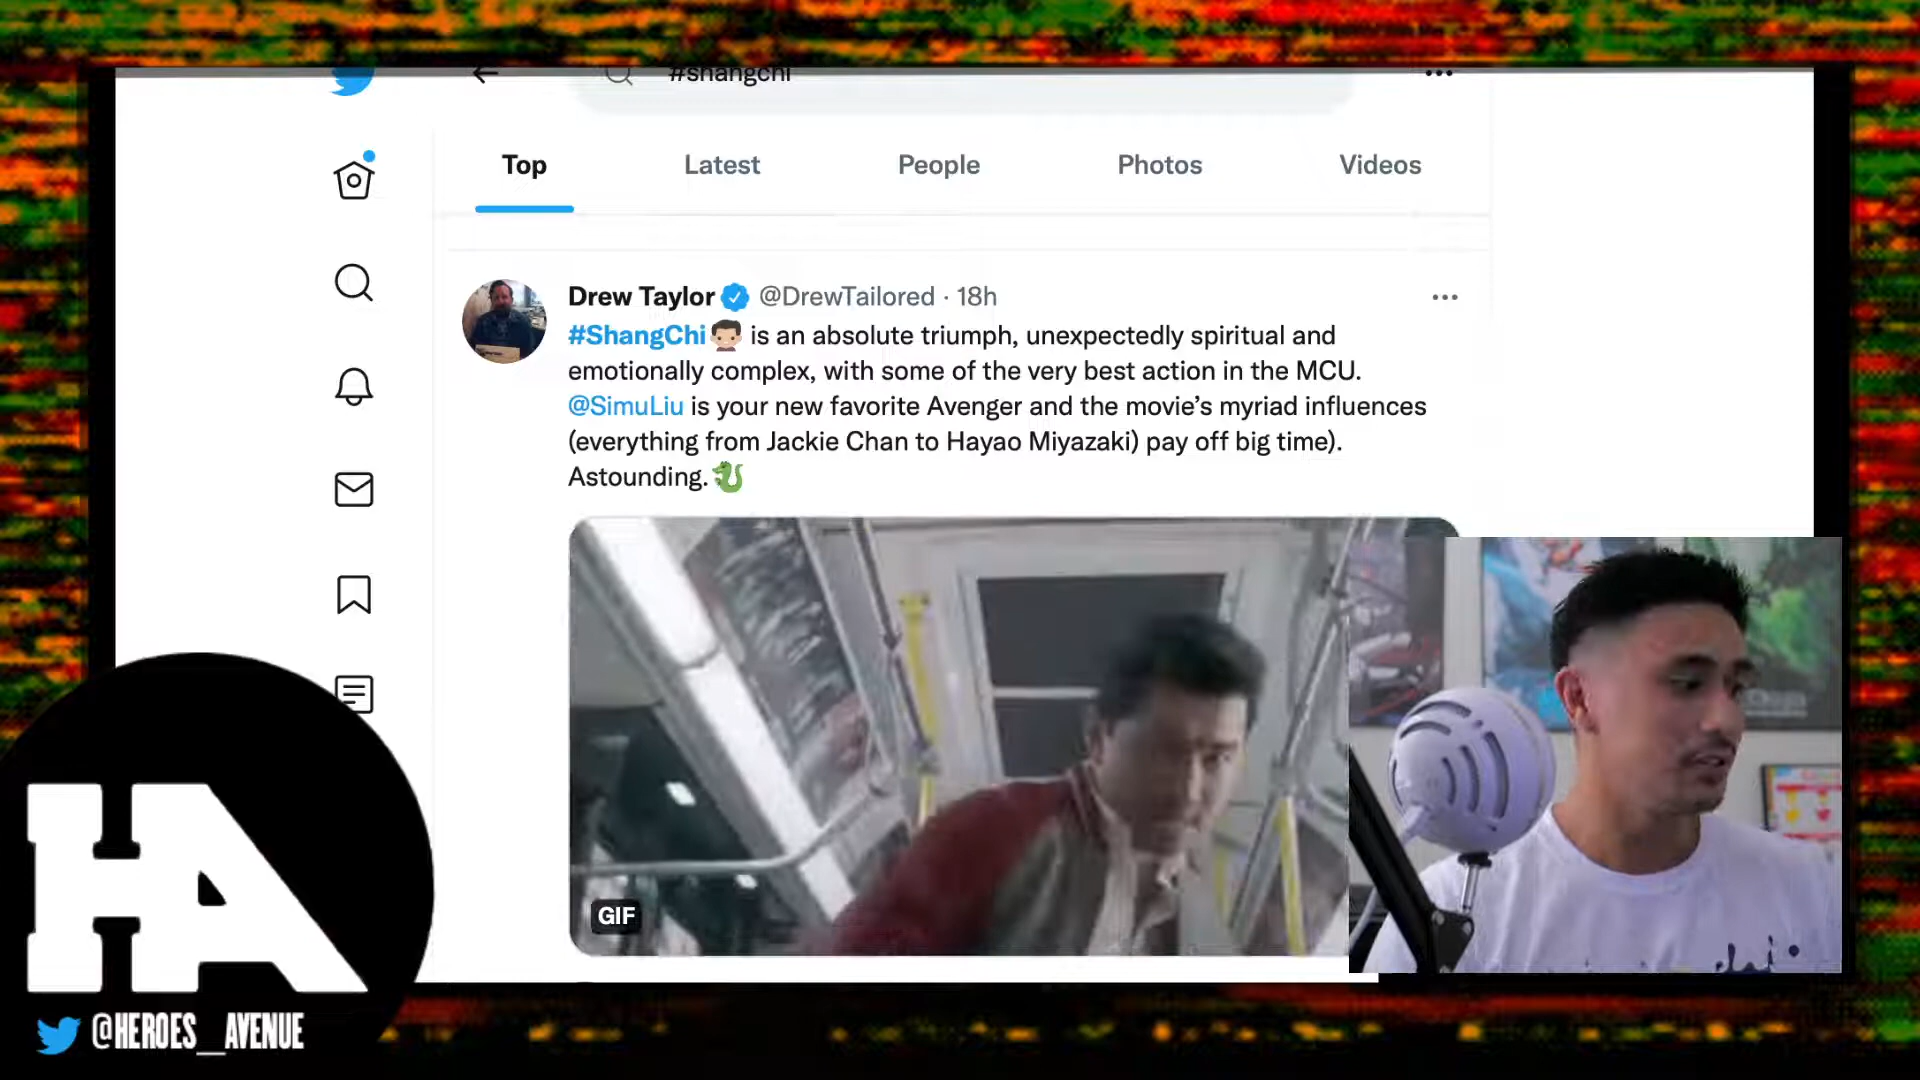 #shangchi
Top
Latest
People
Photos
Videos
Drew Taylor @DrewTailored · 18h
#ShangChi is an absolute triumph, unexpectedly spiritual and
emotionally complex, with some of the very best action in the MCU.
@SimuLiu is your new favorite Avenger and the movie’s myriad influences
(everything from Jackie Chan to Hayao Miyazaki) pay off big time).
Astounding.
GIF
HA
@HEROES__AVENUE